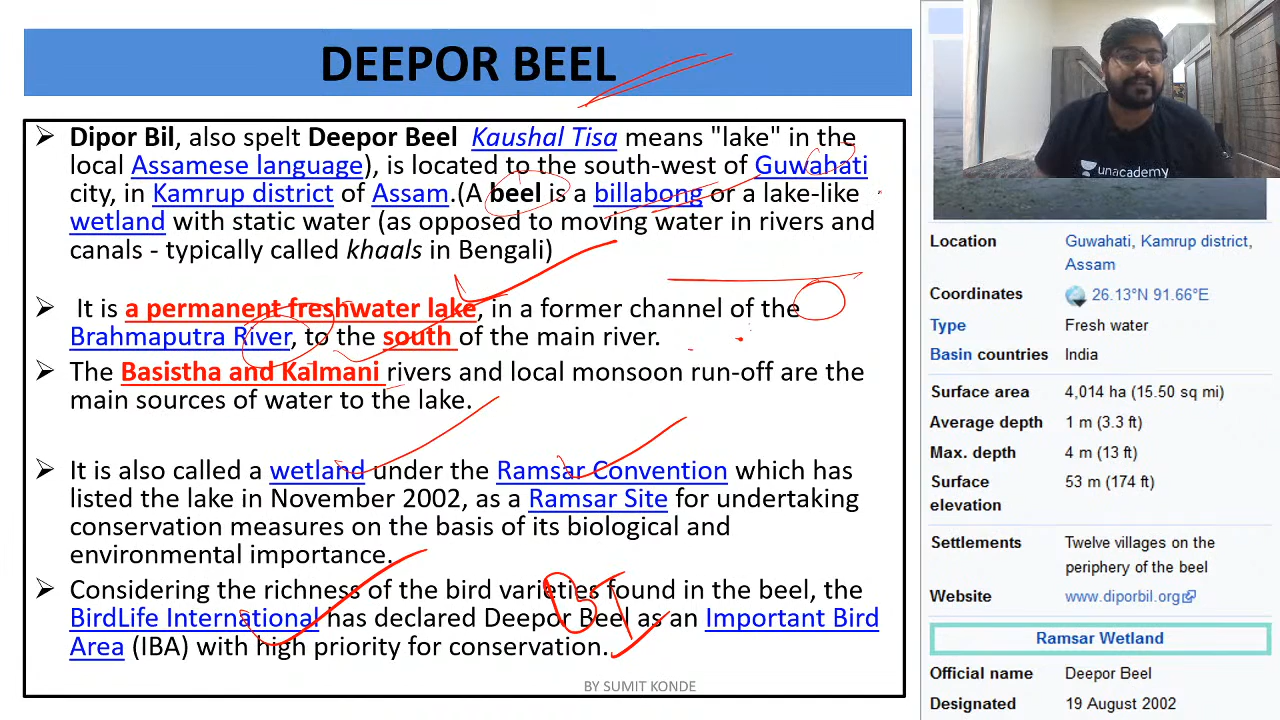 DEEPOR BEEL
➢ Dipor Bil, also spelt Deepor Beel Kaushal Tisa means "lake" in the
local Assamese language), is located to the south-west of Guwahati
city, in Kamrup district of Assam.(A beel is a billabong or a lake-like
wetland with static water (as opposed to moving water in rivers and
canals - typically called khaals in Bengali)
➢ It is a permanent freshwater lake, in a former channel of the
Brahmaputra River, to the south of the main river.
➢ The Basistha and Kalmani rivers and local monsoon run-off are the
main sources of water to the lake.
➢ It is also called a wetland under the Ramsar Convention which has
listed the lake in November 2002, as a Ramsar Site for undertaking
conservation measures on the basis of its biological and
environmental importance.
➢ Considering the richness of the bird varieties found in the beel, the
BirdLife International has declared Deepor Beel as an Important Bird
Area (IBA) with high priority for conservation.
BI
BY SUMIT KONDE
unacademy
Location Guwahati, Kamrup district,
Assam
Coordinates 26.13°N 91.66°E
Type Fresh water
Basin countries India
Surface area 4,014 ha (15.50 sq mi)
Average depth 1 m (3.3 ft)
Max. depth 4 m (13 ft)
Surface 53 m (174 ft)
elevation
Settlements Twelve villages on the
periphery of the beel
Website www.diporbil.org
Ramsar Wetland
Official name Deepor Beel
Designated 19 August 2002